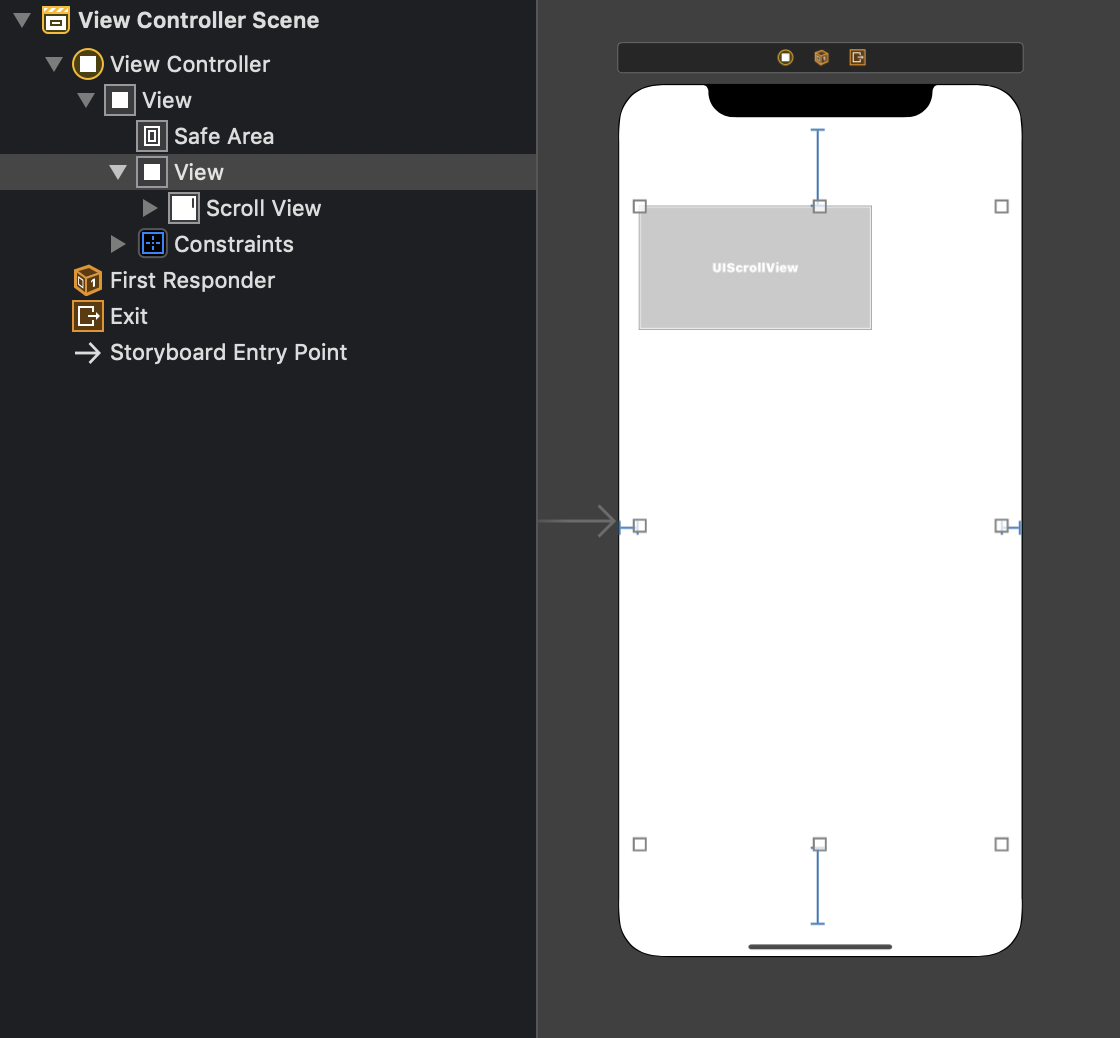 View Controller Scene
View Controller
View
Safe Area
View
Scroll View
Constraints
First Responder
Exit
Storyboard Entry Point
UIScrollView